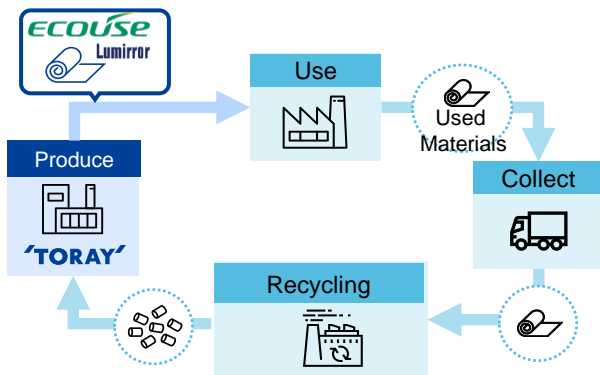 ECOUSE
Lumirror
Use
Used
Materials
Produce
Collect
'TORAY'
Recycling